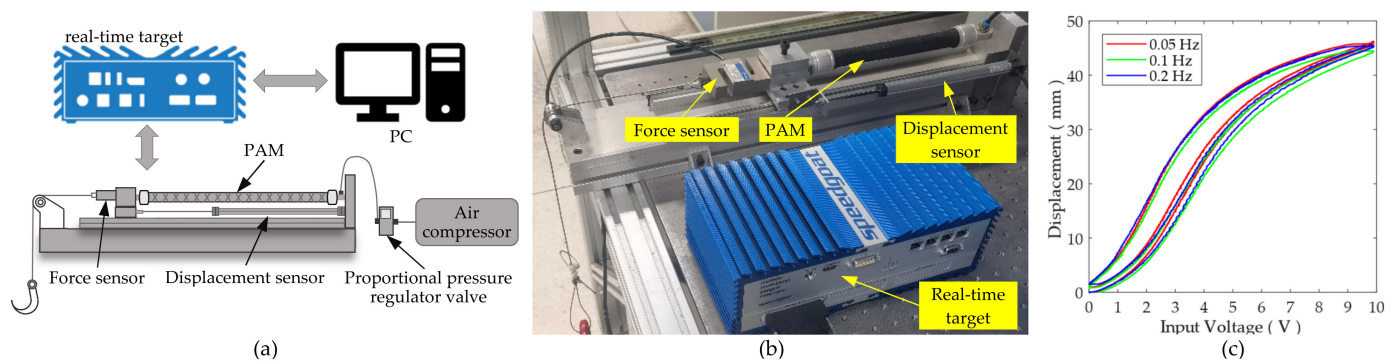 real-time target
PC
PAM
Air
compressor
Force sensor
Displacement sensor
Proportional pressure
regulator valve
(a)
Force sensor
PAM
Displacement
sensor
speedgoat
Real-time
target
(b)
50
40
30
20
10
0
Displacement ( mm )
0.05 Hz
0.1 Hz
0.2 Hz
0 1 2 3 4 5 6 7 8 9 10
Input Voltage ( V )
(c)